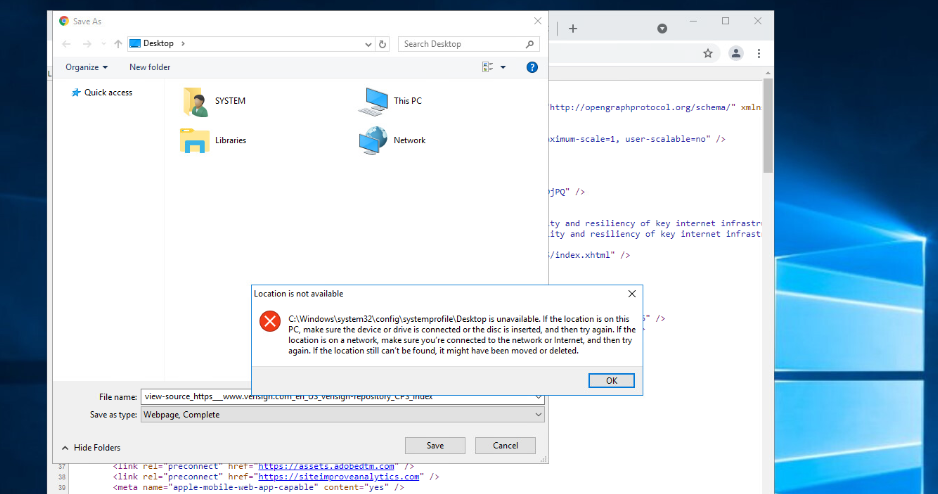 Save As
Desktop
Search Desktop
Organize
New folder
Quick access
SYSTEM
This PC
Libraries
Network
"http://opengraphprotocol.org/schema/" xmln
aximum-scale=1, user-scalable=no" />
jPQ" />
ity and resiliency of key internet infrastru
ity and resiliency of key internet infrast
/index.xhtml" />
" />
Location is not available
C:\Windows\system32\config\systemprofile\Desktop is unavailable. If the location is on this
PC, make sure the device or drive is connected or the disc is inserted, and then try again. If the
location is on a network, make sure you're connected to the network or Internet, and then try
again. If the location still can't be found, it might have been moved or deleted.
OK
File name:
view-source_https___www.verisign.com_en_US_verisign-repository_CPS_index
Save as type: Webpage, Complete
Hide Folders
Save
Cancel
37 <link rel="preconnect" href="https://assets.adobedtm.com" />
38 <link rel="preconnect" href="https://siteimproveanalytics.com" />
39 <meta name="apple-mobile-web-app-capable" content="yes" />